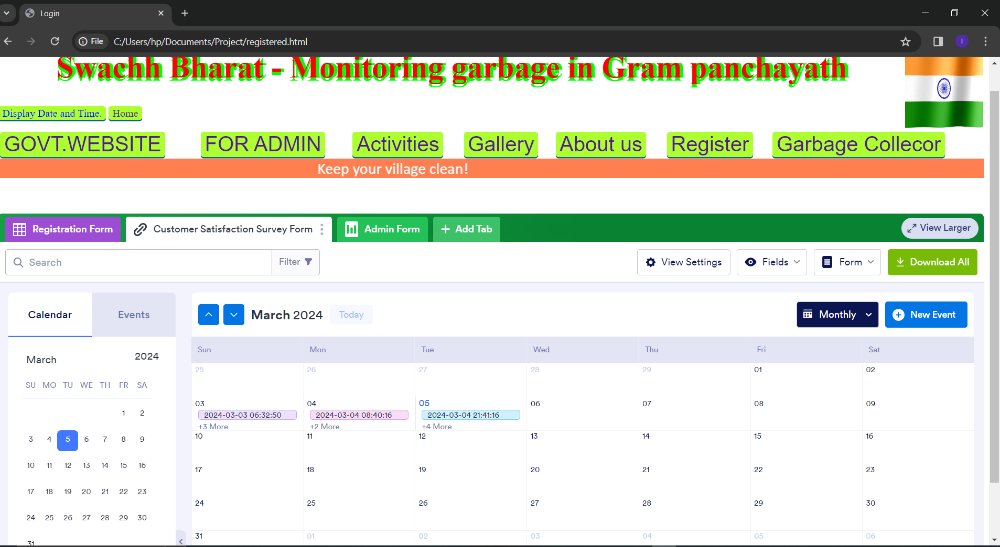 Login
File C:/Users/hp/Documents/Project/registered.html I
Swachh Bharat - Monitoring garbage in Gram panchayath
Display Date and Time. Home
GOVT.WEBSITE FOR ADMIN Activities Gallery About us Register Garbage Collecor
Keep your village clean!
Registration Form Customer Satisfaction Survey Form Admin Form + Add Tab View Larger
Search Filter View Settings Fields Form Download All
Calendar Events March 2024 Today Monthly New Event
March 2024
SU MO TU WE TH FR SA
1 2
3 4 5 6 7 8 9
10 11 12 13 14 15 16
17 18 19 20 21 22 23
24 25 26 27 28 29 30
31
Sun Mon Tue Wed Thu Fri Sat
25 26 27 28 29 01 02
03 04 05 06 07 08 09
2024-03-03 06:32:50 2024-03-04 08:40:16 2024-03-04 21:41:16
+3 More +2 More +4 More
10 11 12 13 14 15 16
17 18 19 20 21 22 23
24 25 26 27 28 29 30
31 01 02 03 04 05 06